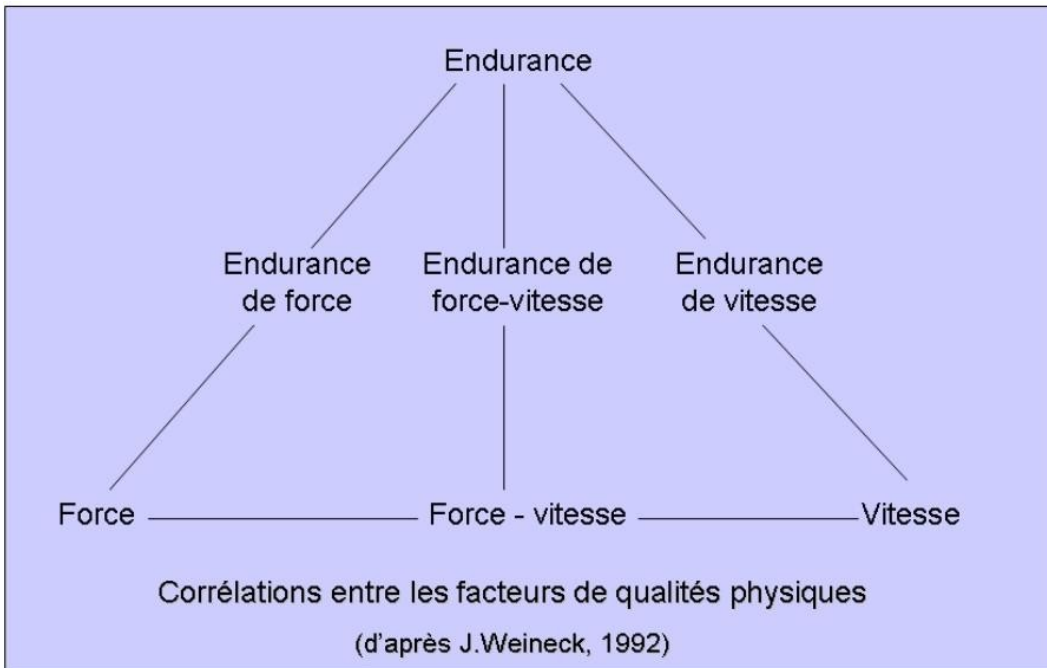 Endurance
Endurance
de force
Endurance de
force-vitesse
Endurance
de vitesse
Force
Force - vitesse
Vitesse
Corrélations entre les facteurs de qualités physiques
(d'après J.Weineck, 1992)